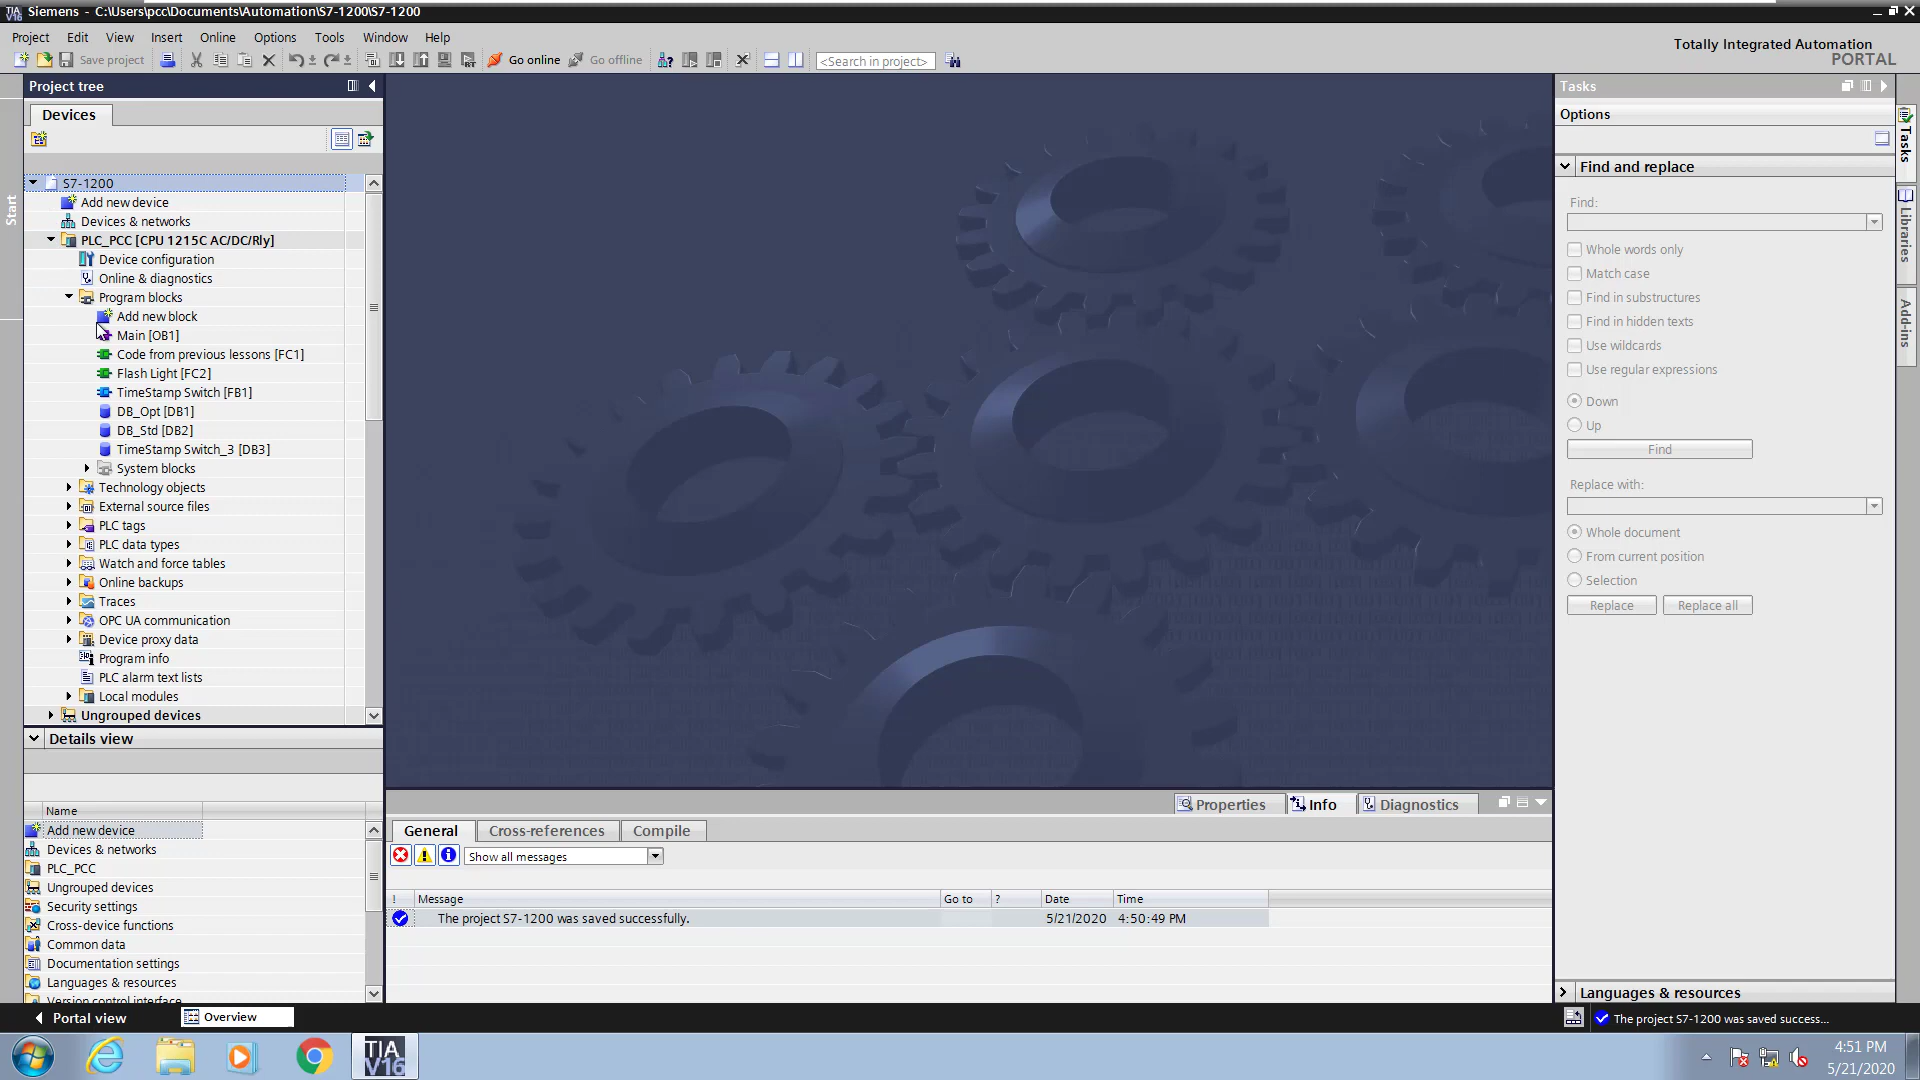 Siemens - C:\Users\pcc\Documents\Automation\S7-1200\S7-1200
Project Edit View Insert Online Options Tools Window Help
Totally Integrated Automation
PORTAL
Save project
Go online
Go offline
<Search in project>
Project tree
Devices
Start
S7-1200
Add new device
Devices & networks
PLC_PCC [CPU 1215C AC/DC/Rly]
Device configuration
Online & diagnostics
Program blocks
Add new block
Main [OB1]
Code from previous lessons [FC1]
Flash Light [FC2]
TimeStamp Switch [FB1]
DB_Opt [DB1]
DB_Std [DB2]
TimeStamp Switch_3 [DB3]
System blocks
Technology objects
External source files
PLC tags
PLC data types
Watch and force tables
Online backups
Traces
OPC UA communication
Device proxy data
Program info
PLC alarm text lists
Local modules
Ungrouped devices
Details view
Name
Add new device
Devices & networks
PLC_PCC
Ungrouped devices
Security settings
Cross-device functions
Common data
Documentation settings
Languages & resources
Version control interface
Properties Info Diagnostics
General Cross-references Compile
Show all messages
! Message Go to ? Date Time
The project S7-1200 was saved successfully. 5/21/2020 4:50:49 PM
Tasks
Options
Find and replace
Find:
Whole words only
Match case
Find in substructures
Find in hidden texts
Use wildcards
Use regular expressions
Down
Up
Find
Replace with:
Whole document
From current position
Selection
Replace Replace all
Languages & resources
Tasks
Libraries
Add-ins
Portal view
Overview
The project S7-1200 was saved success...
TIA
V16
4:51 PM
5/21/2020